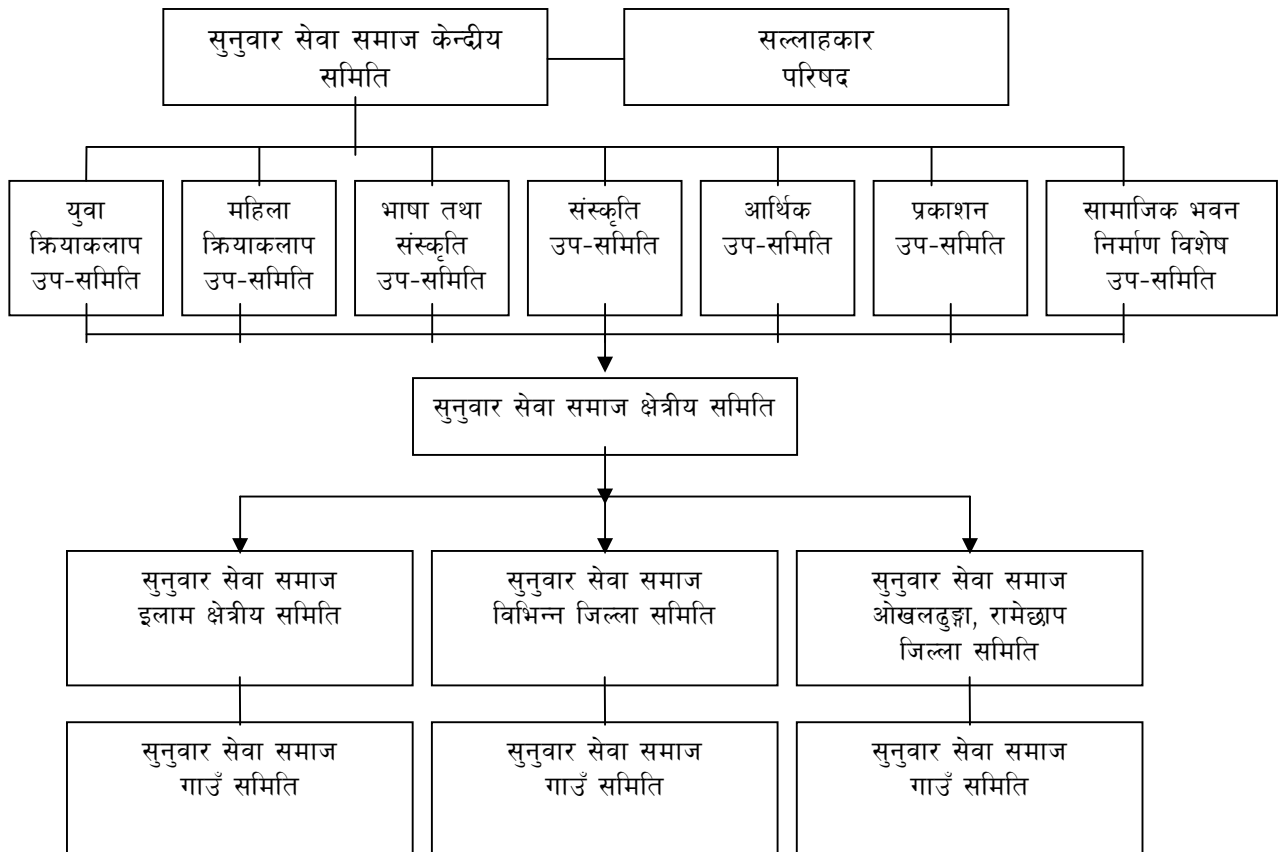 सुनुवार सेवा समाज केन्द्रीय
समिति
सल्लाहकार
परिषद
युवा
क्रियाकलाप
उप-समिति
महिला
क्रियाकलाप
उप-समिति
भाषा तथा
संस्कृति
उप-समिति
संस्कृति
उप-समिति
आर्थिक
उप-समिति
प्रकाशन
उप-समिति
सामाजिक भवन
निर्माण विशेष
उप-समिति
सुनुवार सेवा समाज क्षेत्रीय समिति
सुनुवार सेवा समाज
इलाम क्षेत्रीय समिति
सुनुवार सेवा समाज
विभिन्न जिल्ला समिति
सुनुवार सेवा समाज
ओखलढुङ्गा, रामेछाप
जिल्ला समिति
सुनुवार सेवा समाज
गाउँ समिति
सुनुवार सेवा समाज
गाउँ समिति
सुनुवार सेवा समाज
गाउँ समिति